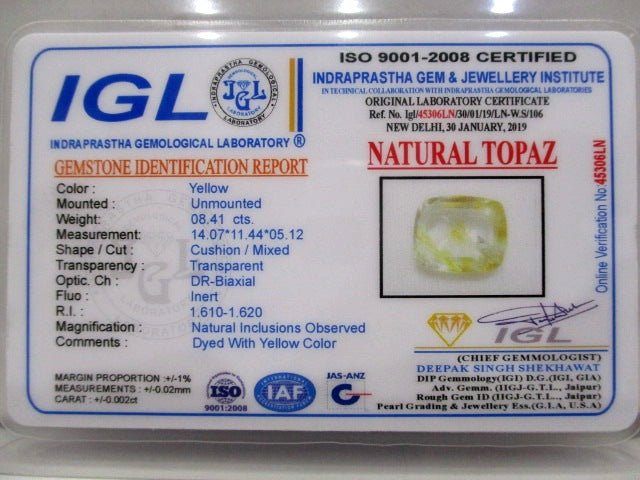 IGL
INDRAPRASTHA GEMOLOGICAL LABORATORY
JGL
INDRAPRASTHA GEMOLOGICAL LABORATORY ®
GEMSTONE IDENTIFICATION REPORT
Color : Yellow
Mounted : Unmounted
Weight: 08.41 cts.
Measurement: 14.07*11.44*05.12
Shape / Cut : Cushion / Mixed
Transparency : Transparent
Optic. Ch : DR-Biaxial
Fluo : Inert
R.I. : 1.610-1.620
Magnification : Natural Inclusions Observed
Comments : Dyed With Yellow Color
MARGIN PROPORTION :+/-1%
MEASUREMENTS : +/-0.02mm
CARAT : +/-0.002ct
ISO
9001:2008
IAF
JAS-ANZ
ISO 9001-2008 CERTIFIED
INDRAPRASTHA GEM & JEWELLERY INSTITUTE
IN TECHNICAL COLLABORATION WITH INDRAPRASTHA GEMOLOGICAL LABORATORIES
ORIGINAL LABORATORY CERTIFICATE
Ref. No. Igl/45306LN/30/01/19/LN-W.S/106
NEW DELHI, 30 JANUARY, 2019
NATURAL TOPAZ
Online Verification No:45306LN
IGL
(CHIEF GEMMOLOGIST)
DEEPAK SINGH SHEKHAWAT
DIP Gemmology(IGI) D.G.(IGI, GIA)
Adv. Gemm. (IIGJ-G.T.L., Jaipur)
Rough Gem ID (IIGJ-G.T.L., Jaipur)
Pearl Grading & Jewellery Ess.(G.I.A, U.S.A)